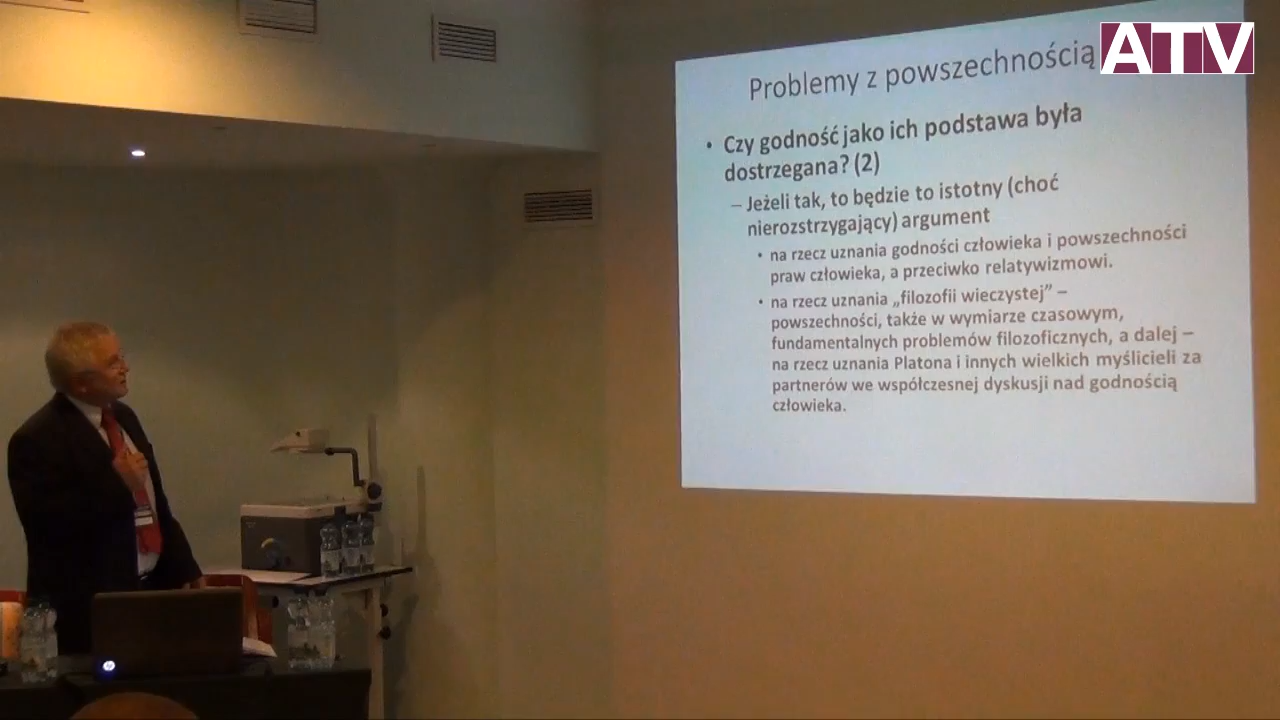 ATV
Problemy z powszechnością
• Czy godność jako ich podstawa była
dostrzegana? (2)
– Jeżeli tak, to będzie to istotny (choć
nierozstrzygający) argument
• na rzecz uznania godności człowieka i powszechności
praw człowieka, a przeciwko relatywizmowi.
• na rzecz uznania „filozofii wieczystej” –
powszechności, także w wymiarze czasowym,
fundamentalnych problemów filozoficznych, a dalej –
na rzecz uznania Platona i innych wielkich myślicieli za
partnerów we współczesnej dyskusji nad godnością
człowieka.
hp